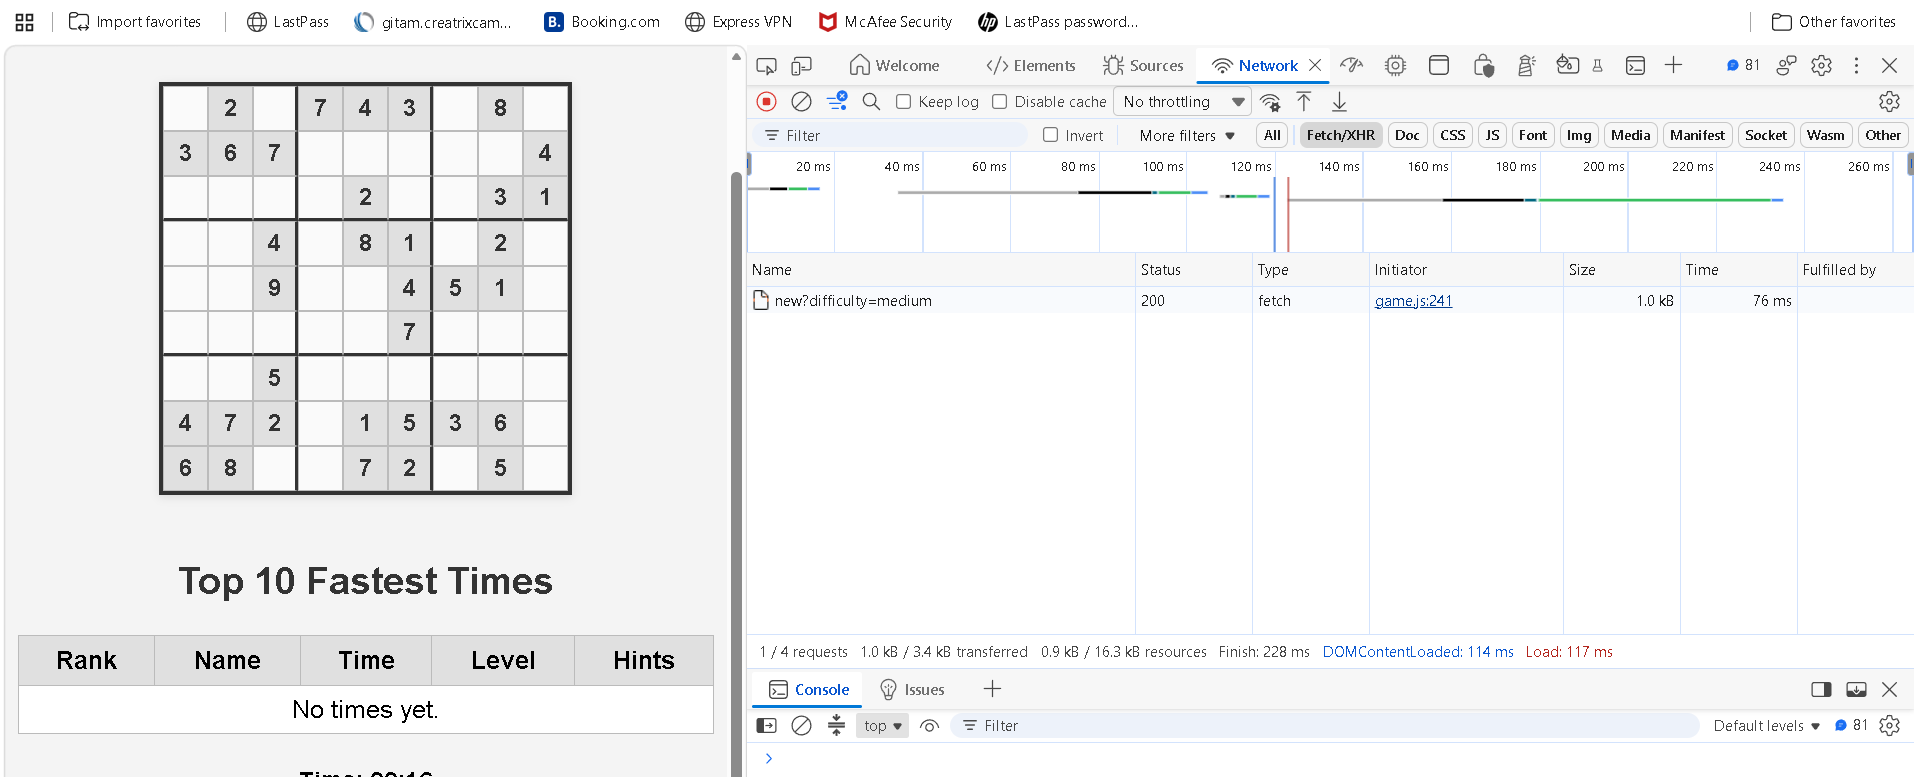 Import favorites LastPass gitam.creatrixcam... B. Booking.com Express VPN McAfee Security hp LastPass password... Other favorites
2 7 4 3 8
3 6 7 4
2 3 1
4 8 1 2
9 4 5 1
7
5
4 7 2 1 5 3 6
6 8 7 2 5
Top 10 Fastest Times
Rank Name Time Level Hints
No times yet.
Time: 00:16
Welcome </> Elements Sources Network 81
Keep log Disable cache No throttling
Filter Invert More filters All Fetch/XHR Doc CSS JS Font Img Media Manifest Socket Wasm Other
20 ms 40 ms 60 ms 80 ms 100 ms 120 ms 140 ms 160 ms 180 ms 200 ms 220 ms 240 ms 260 ms
Name Status Type Initiator Size Time Fulfilled by
new?difficulty=medium 200 fetch game.js:241 1.0 kB 76 ms
1 / 4 requests 1.0 kB / 3.4 kB transferred 0.9 kB / 16.3 kB resources Finish: 228 ms DOMContentLoaded: 114 ms Load: 117 ms
Console Issues
top Filter Default levels 81